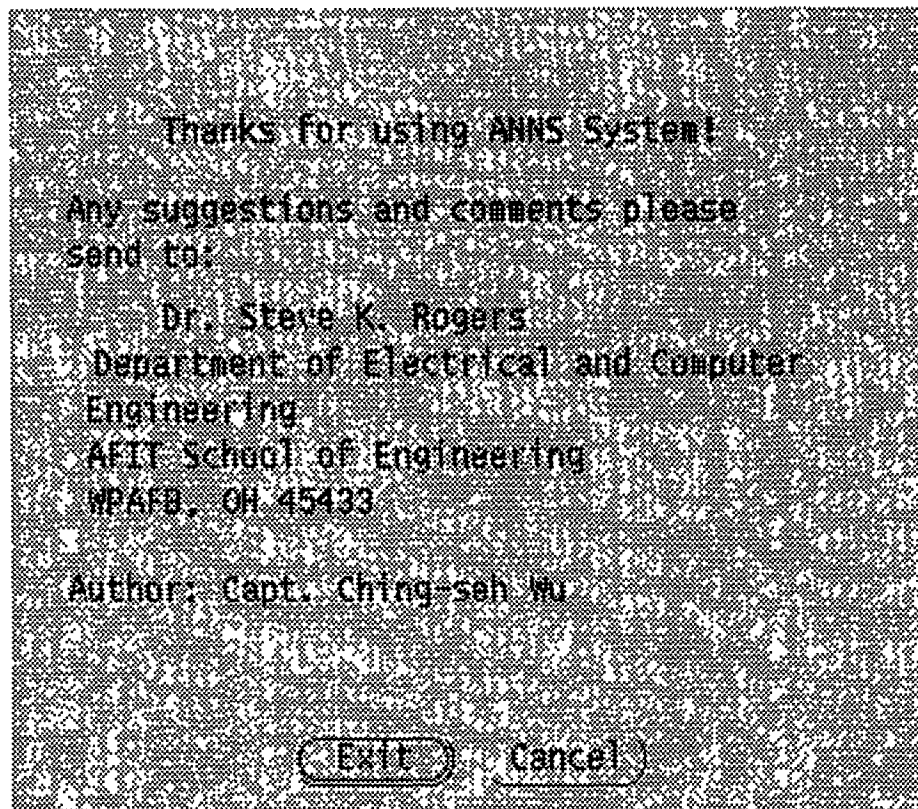 Thanks for using ANNS System!
Any suggestions and comments please
send to:
Dr. Steve K. Rogers
Department of Electrical and Computer
Engineering
AFIT School of Engineering
WPAFB, OH 45433
Author: Capt. Ching-seh Wu
Exit Cancel